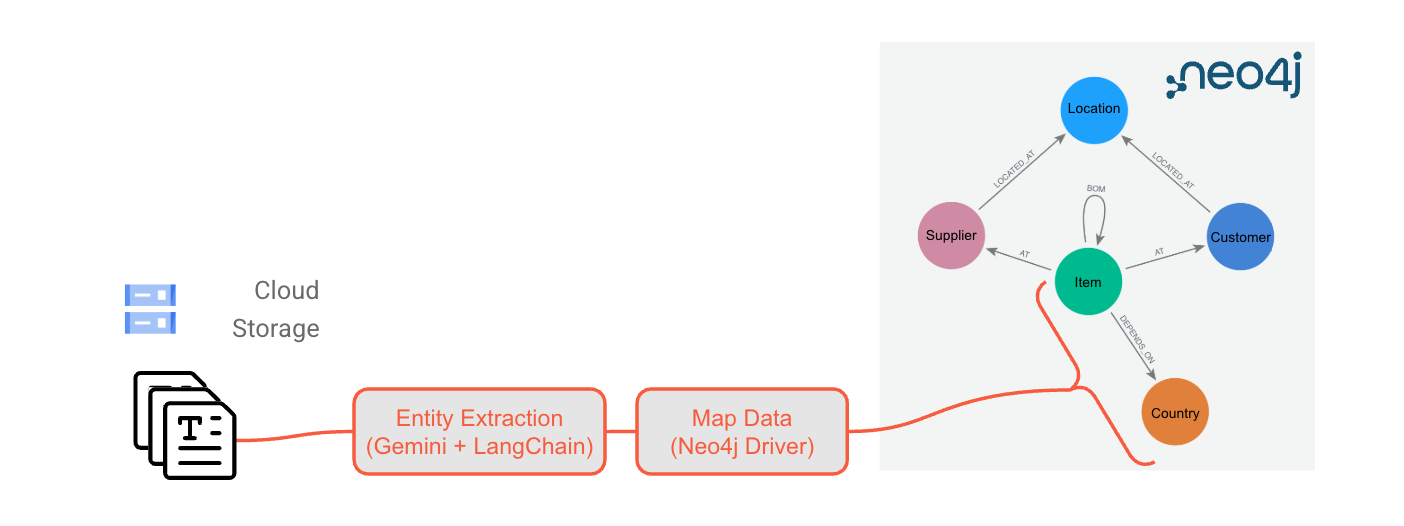 Cloud
Storage
T
Entity Extraction
(Gemini + LangChain)
Map Data
(Neo4j Driver)
neo4j
Location
LOCATED_AT
LOCATED_AT
BOM
Supplier
Customer
AT
AT
Item
DEPENDS_ON
Country